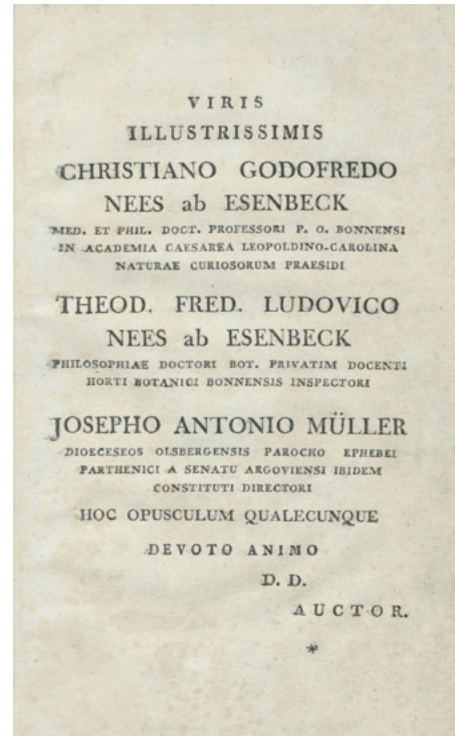 VIRIS
ILLUSTRISSIMIS
CHRISTIANO GODOFREDO
NEES ab ESENBECK
MED. ET PHIL. DOCT. PROFESSORI P. O. BONNENSI
IN ACADEMIA CAESAREA LEOPOLDINO-CAROLINA
NATURAE CURIOSORUM PRAESIDI
THEOD. FRED. LUDOVICO
NEES ab ESENBECK
PHILOSOPHIAE DOCTORI BOT. PRIVATIM DOCENTI
HORTI BOTANICI BONNENSIS INSPECTORI
JOSEPHO ANTONIO MÜLLER
DIOECESEOS OLSBERGENSIS PAROCHO EPHEBEI
PARTHENICI A SENATU ARGOVIENSI IBIDEM
CONSTITUTI DIRECTORI
HOC OPUSCULUM QUALECUNQUE
DEVOTO ANIMO
D. D.
AUCTOR.
*